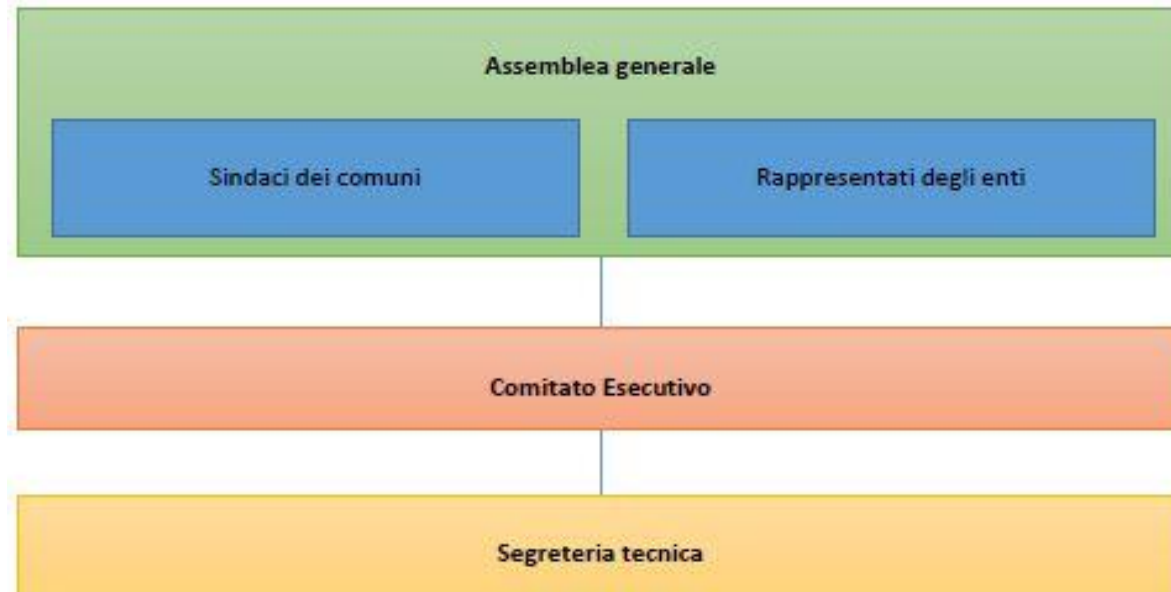 Assemblea generale
Sindaci dei comuni
Rappresentati degli enti
Comitato Esecutivo
Segreteria tecnica